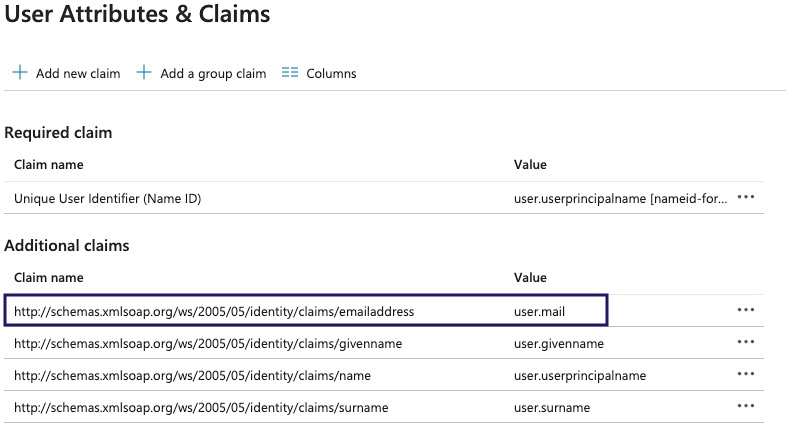 User Attributes & Claims
Add new claim Add a group claim Columns
Required claim
Claim name Value
Unique User Identifier (Name ID) user.userprincipalname [nameid-for... •••
Additional claims
Claim name Value
http://schemas.xmlsoap.org/ws/2005/05/identity/claims/emailaddress user.mail •••
http://schemas.xmlsoap.org/ws/2005/05/identity/claims/givenname user.givenname •••
http://schemas.xmlsoap.org/ws/2005/05/identity/claims/name user.userprincipalname •••
http://schemas.xmlsoap.org/ws/2005/05/identity/claims/surname user.surname •••